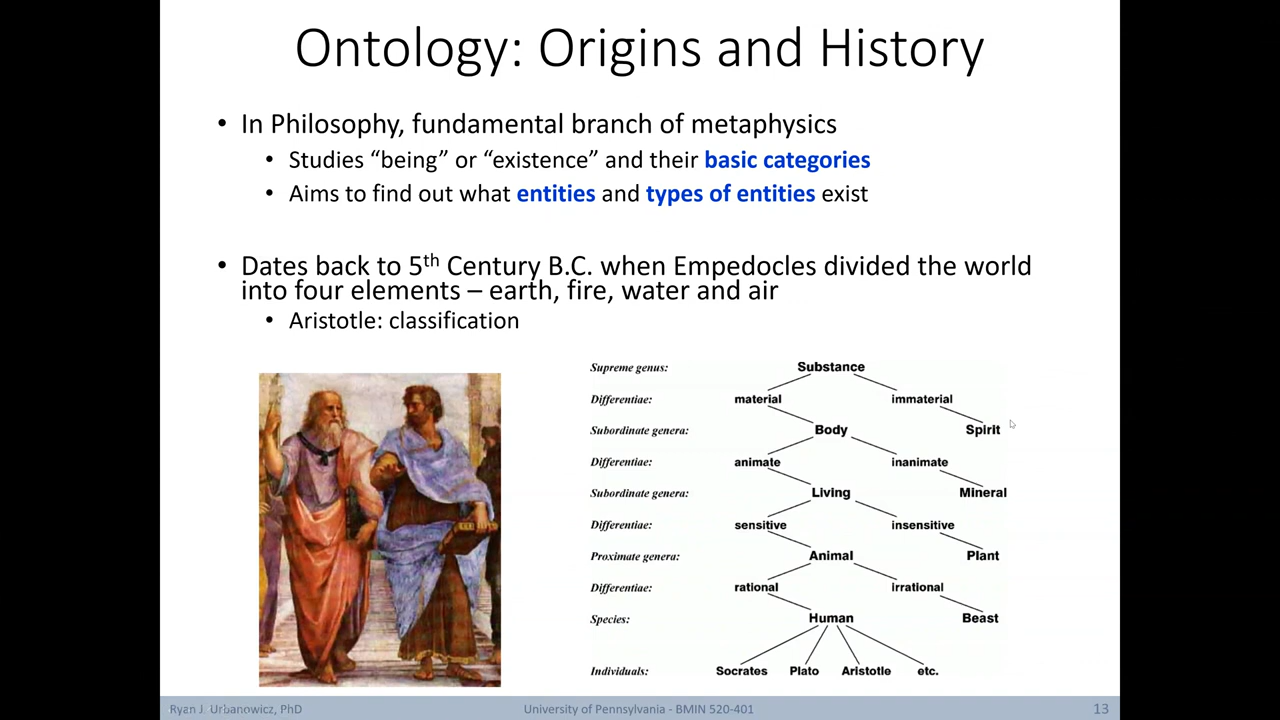 Ontology: Origins and History
• In Philosophy, fundamental branch of metaphysics
• Studies “being” or “existence” and their basic categories
• Aims to find out what entities and types of entities exist
• Dates back to 5th Century B.C. when Empedocles divided the world
into four elements – earth, fire, water and air
• Aristotle: classification
Supreme genus: Substance
Differentiae: material immaterial
Subordinate genera: Body Spirit
Differentiae: animate inanimate
Subordinate genera: Living Mineral
Differentiae: sensitive insensitive
Proximate genera: Animal Plant
Differentiae: rational irrational
Species: Human Beast
Individuals: Socrates Plato Aristotle etc.
Ryan J. Urbanowicz, PhD University of Pennsylvania - BMIN 520-401 13